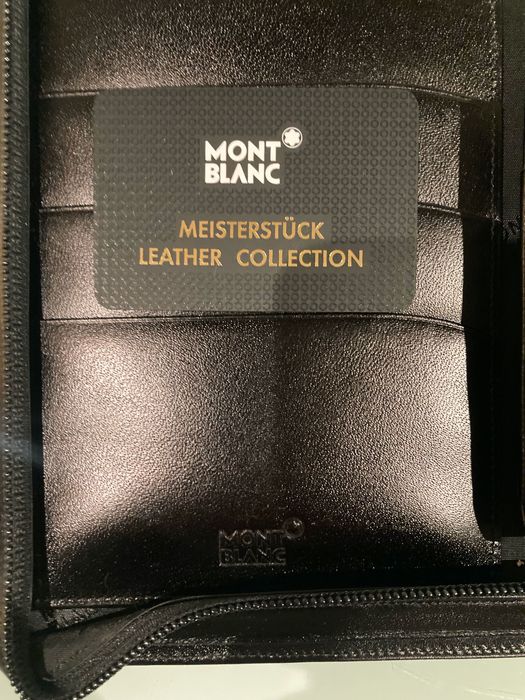 MONT
BLANC
MEISTERSTÜCK
LEATHER COLLECTION
MONT
BLANC